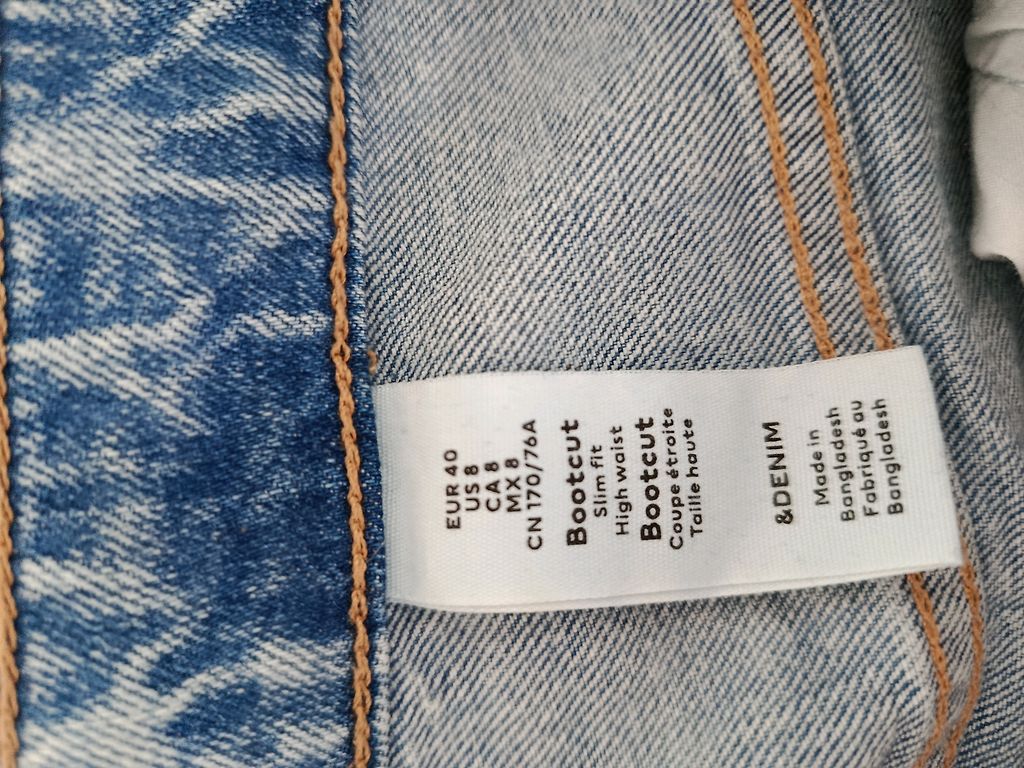 EUR 40
US 8
CA 8
MX 8
CN 170/76A
Bootcut
Slim fit
High waist
Bootcut
Coupe étroite
Taille haute
&DENIM
Made in
Bangladesh
Fabriqué au
Bangladesh